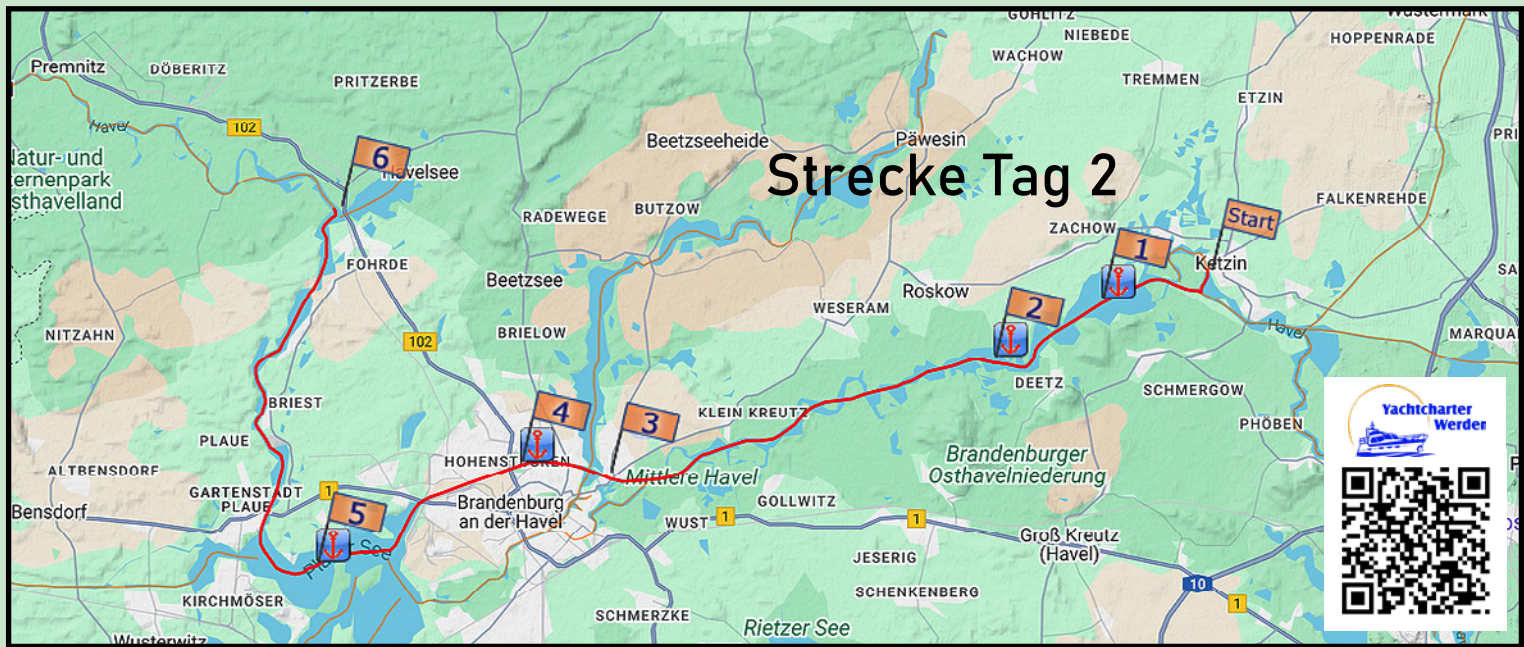 GOHLITZ
Wustermark
NIEBEDE
HOPPENRADE
WACHOW
Premnitz
DÖBERITZ
PRITZERBE
TREMMEN
ETZIN
Havel
102
Beetzseeheide
Päwesin
Natur- und
sthavelland
6
Havelsee
Strecke Tag 2
FALKENREHDE
RADEWEGE
BUTZOW
Start
ZACHOW
1
Ketzin
FOHRDE
Beetzsee
Roskow
2
WESERAM
NITZAHN
BRIELOW
102
Havel
DEETZ
SCHMERGOW
BRIEST
4
3
KLEIN KREUTZ
PHÖBEN
Yachtcharter
Werder
PLAUE
ALTBENSDORF
Mittlere Havel
Brandenburger
Osthavelniederung
GARTENSTADT
PLAUE
1
Brandenburg
an der Havel
GOLLWITZ
Bensdorf
5
WUST
1
1
Groß Kreutz
(Havel)
See
JESERIG
10
SCHENKENBERG
1
KIRCHMÖSER
SCHMERZKE
Rietzer See
Wusterwitz